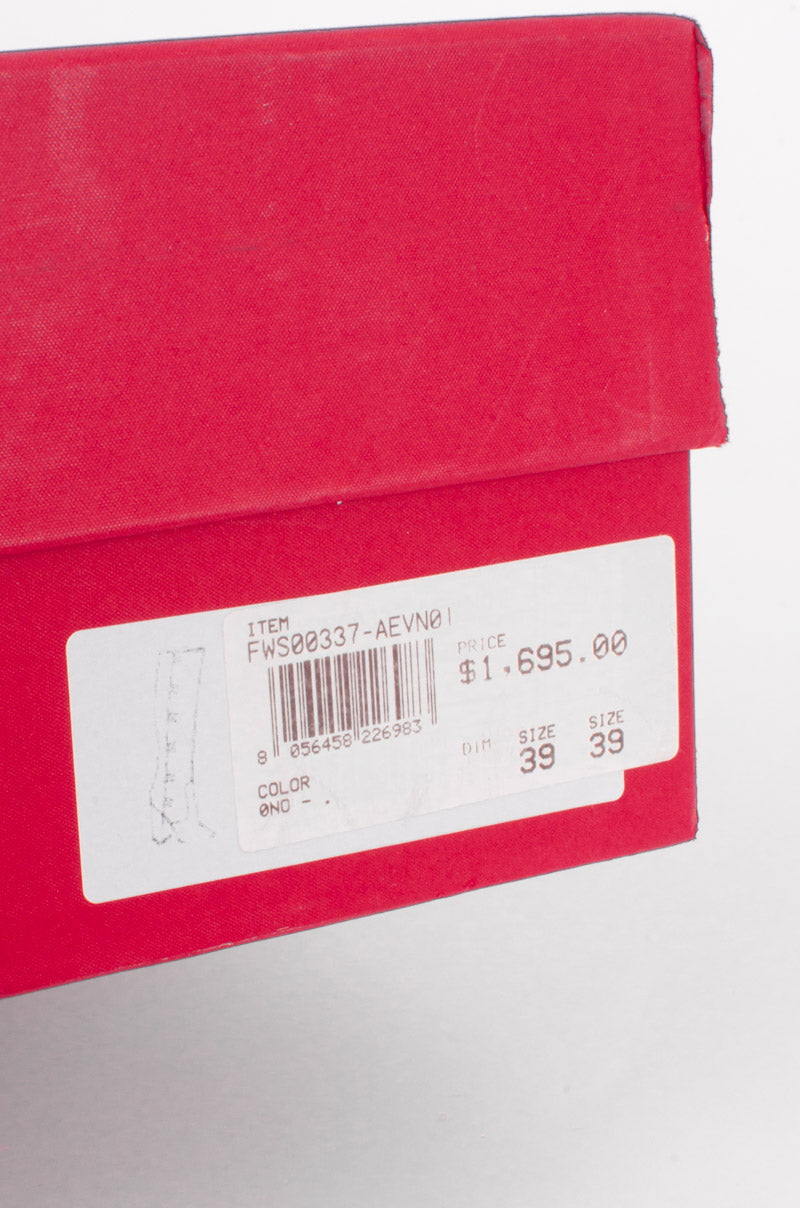 ITEM
FWS00337-AEVN01
PRICE
$1,695.00
8 056458 226983
DIM SIZE SIZE
39 39
COLOR
0NO - .